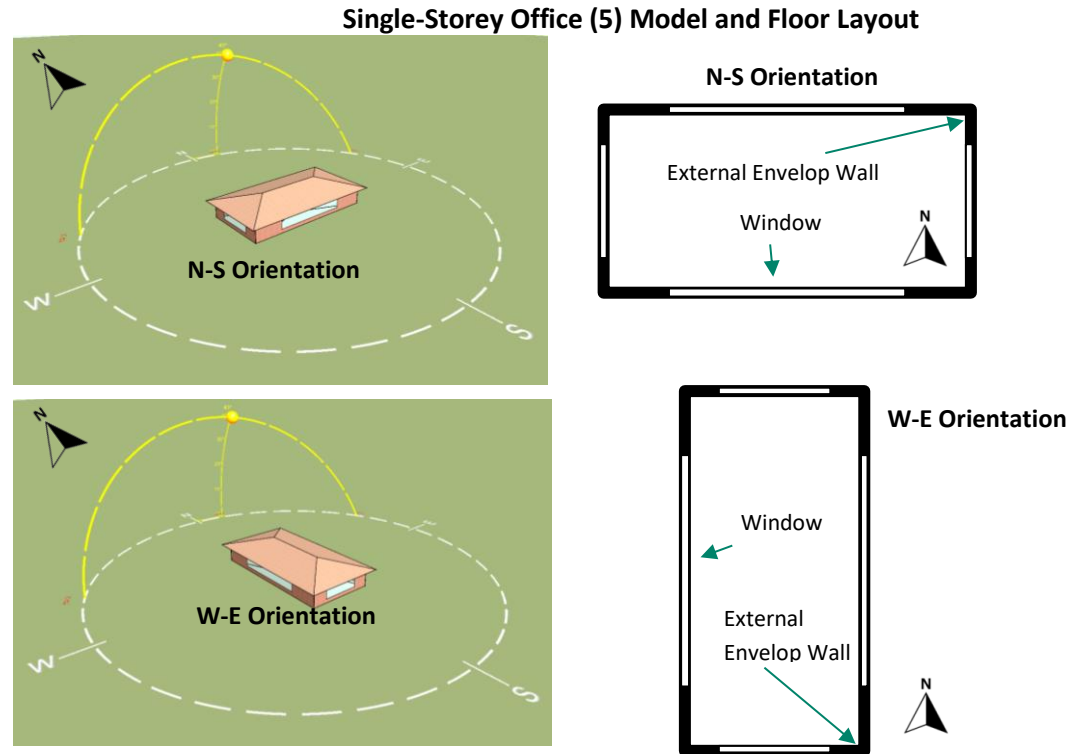 Single-Storey Office (5) Model and Floor Layout
N
N-S Orientation
W
S
N-S Orientation
External Envelop Wall
Window
N
N
W-E Orientation
W
S
W-E Orientation
Window
External
Envelop Wall
N